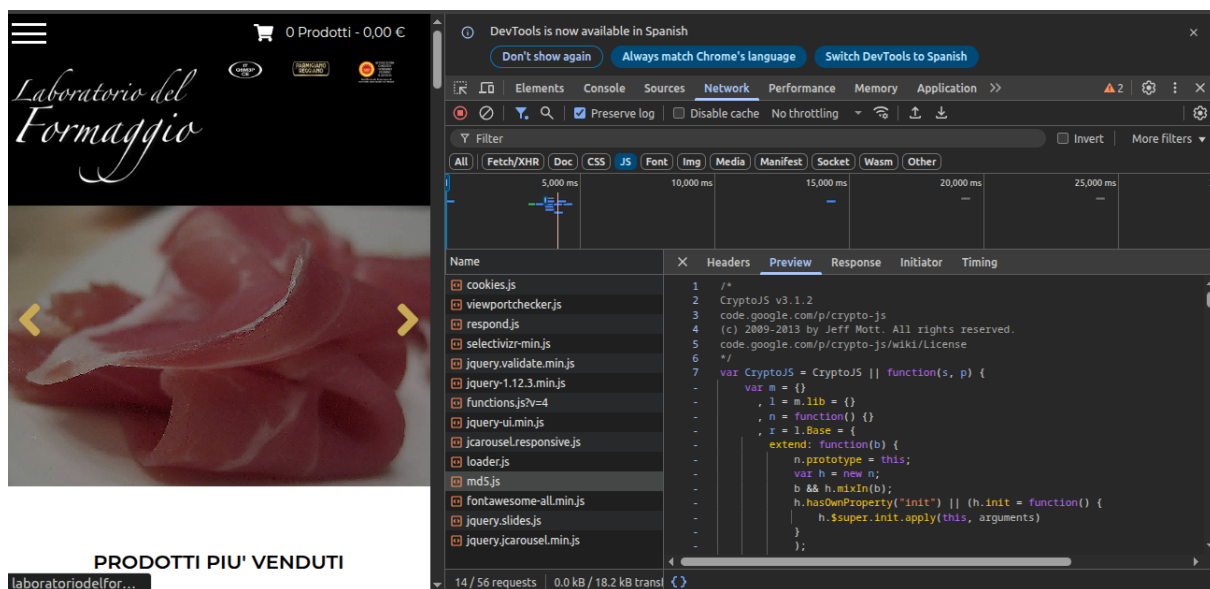 0 Prodotti - 0,00 €
PARMIGIANO
REGGIANO
Laboratorio del
Formaggio
PRODOTTI PIU' VENDUTI
laboratoriodelfor...
DevTools is now available in Spanish
Don't show again Always match Chrome's language Switch DevTools to Spanish
Elements Console Sources Network Performance Memory Application 2
Preserve log Disable cache No throttling
Filter Invert More filters
All Fetch/XHR Doc CSS JS Font Img Media Manifest Socket Wasm Other
5,000 ms 10,000 ms 15,000 ms 20,000 ms 25,000 ms
Name
cookies.js
viewportchecker.js
respond.js
selectivizr-min.js
jquery.validate.min.js
jquery-1.12.3.min.js
functions.js?v=4
jquery-ui.min.js
jcarousel.responsive.js
loader.js
md5.js
fontawesome-all.min.js
jquery.slides.js
jquery.jcarousel.min.js
14 / 56 requests 0.0 kB / 18.2 kB transf
Headers Preview Response Initiator Timing
1 /*
2 CryptoJS v3.1.2
3 code.google.com/p/crypto-js
4 (c) 2009-2013 by Jeff Mott. All rights reserved.
5 code.google.com/p/crypto-js/wiki/License
6 */
7 var CryptoJS = CryptoJS || function(s, p) {
- var m = {}
- , l = m.lib = {}
- , n = function() {}
- , r = l.Base = {
- extend: function(b) {
- n.prototype = this;
- var h = new n;
- b && h.mixIn(b);
- h.hasOwnProperty("init") || (h.init = function() {
- h.$super.init.apply(this, arguments)
- }
- );
{ }